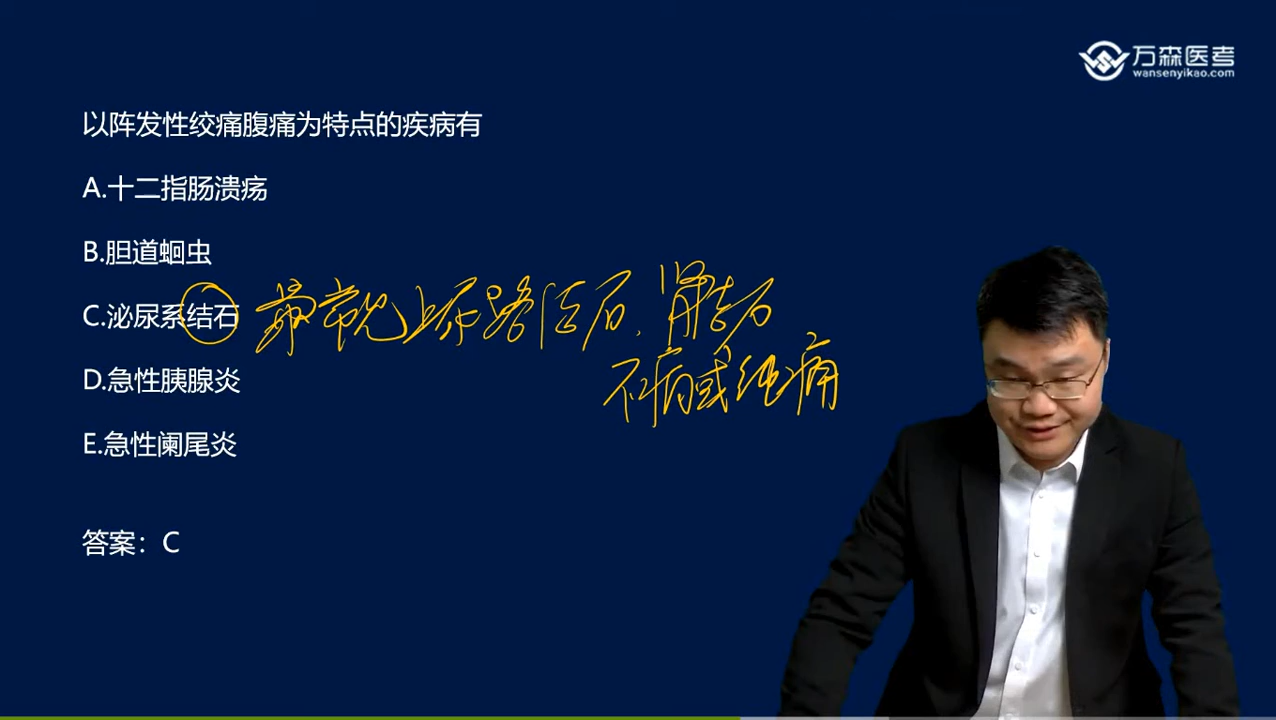 万森医考
wansenyikao.com
以阵发性绞痛腹痛为特点的疾病有
A.十二指肠溃疡
B.胆道蛔虫
C.泌尿系结石
最常见上尿路结石,肾结石
不痛或绞痛
D.急性胰腺炎
E.急性阑尾炎
答案：C